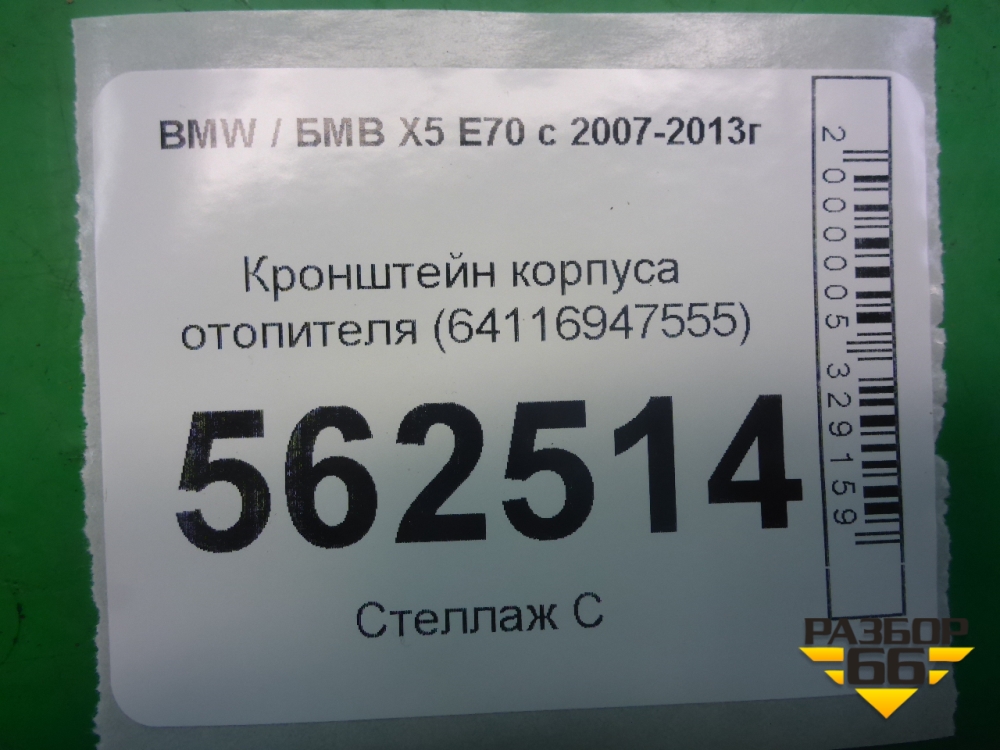 BMW / БМВ X5 E70 с 2007-2013г
Кронштейн корпуса
отопителя (64116947555)
562514
Стеллаж С
2000005329159
РАЗБОР
66